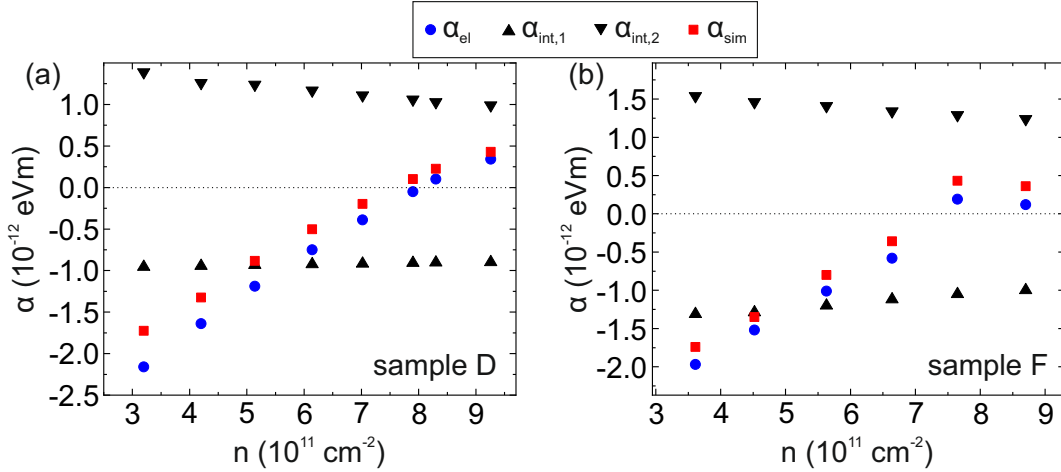 α_el α_int,1 α_int,2 α_sim
(a)
1.0
0.5
0.0
-0.5
-1.0
-1.5
-2.0
-2.5
α (10^-12 eVm)
sample D
3 4 5 6 7 8 9
n (10^11 cm^-2)
(b)
1.5
1.0
0.5
0.0
-0.5
-1.0
-1.5
-2.0
α (10^-12 eVm)
sample F
3 4 5 6 7 8 9
n (10^11 cm^-2)